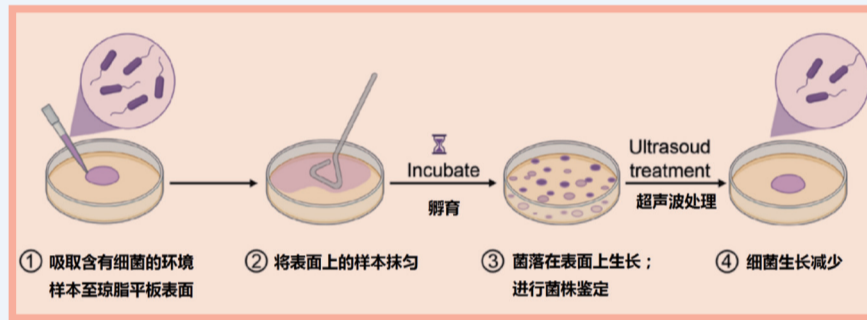 Incubate
孵育
Ultrasoud
treatment
超声波处理
① 吸取含有细菌的环境
样本至琼脂平板表面
② 将表面上的样本抹匀
③ 菌落在表面上生长；
进行菌株鉴定
④ 细菌生长减少